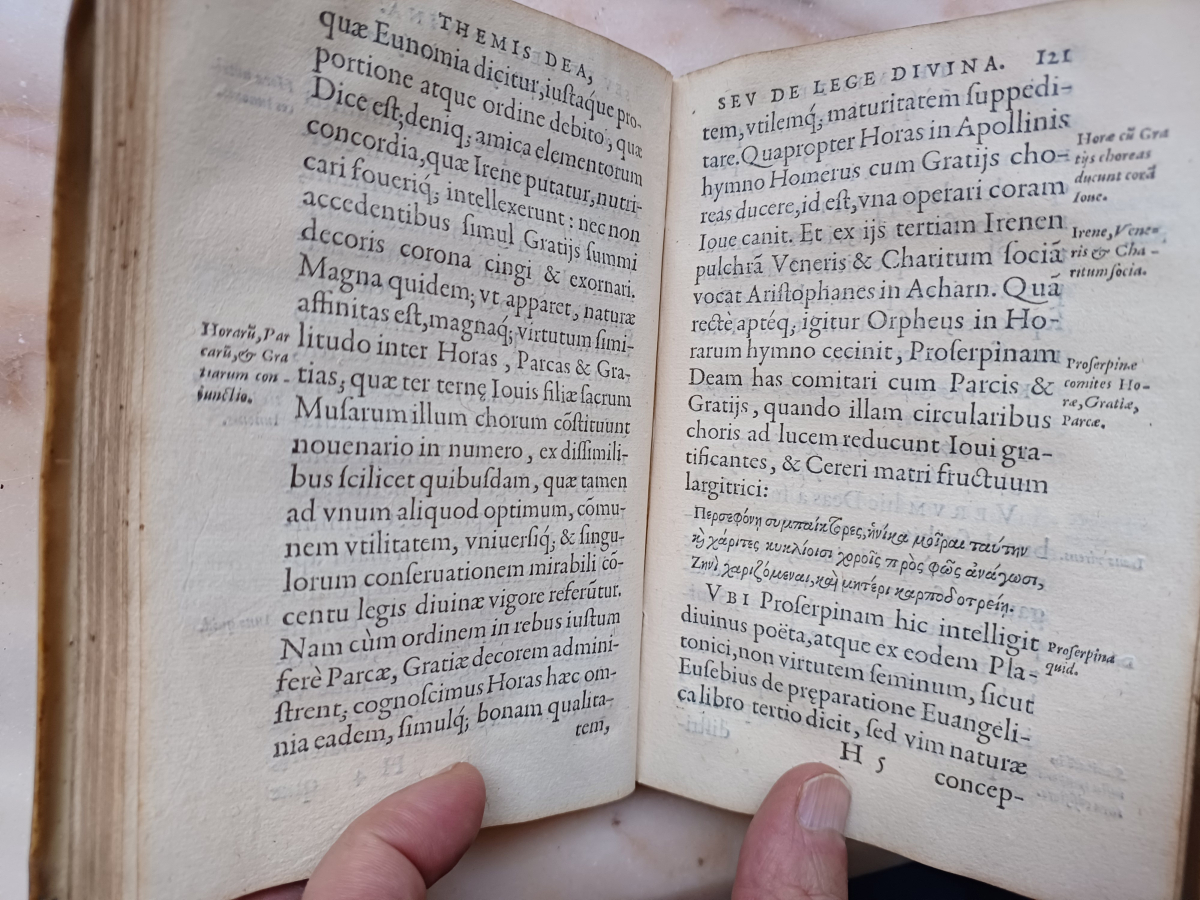 THEMIS DEA,
quæ Eunomia dicitur, iustaq́ue pro-
portione atque ordine debito, quæ
Dice est; deniq; amica elementorum
concordia, quæ Irene putatur, nutri-
cari foueriq́; intellexerunt: nec non
accedentibus simul Gratijs summi
decoris corona cingi & exornari.
Magna quidem, vt apparet, naturæ
affinitas est, magnaq́; virtutum simi-
litudo inter Horas, Parcas & Gra-
tias; quæ ter ternę Iouis filiæ sacrum
Musarum illum chorum cōstituunt
nouenario in numero, ex dissimili-
bus scilicet quibusdam, quæ tamen
ad vnum aliquod optimum, cōmu-
nem vtilitatem, vniuersiq́; & singu-
lorum conseruationem mirabili cō-
centu legis diuinæ vigore referūtur.
Nam cùm ordinem in rebus iustum
ferè Parcæ, Gratiæ decorem admini-
strent; cognoscimus Horas hæc om-
nia eadem, simulq́; bonam qualita-
tem,
Horarū, Par
carū, & Gra
tiarum con-
iunctio.
SEV DE LEGE DIVINA. 121
tem, vtilemq́; maturitatem suppedi-
tare. Quapropter Horas in Apollinis
hymno Homerus cum Gratijs cho-
reas ducere, id est, vna operari coram
Ioue canit. Et ex ijs tertiam Irenen
pulchrā Veneris & Charitum sociā
vocat Aristophanes in Acharn. Quā
rectè aptéq; igitur Orpheus in Ho-
rarum hymno cecinit, Proserpinam
Deam has comitari cum Parcis &
Gratijs, quando illam circularibus
choris ad lucem reducunt Ioui gra-
tificantes, & Cereri matri fructuum
largitrici:
Περσεφόνη συμπαίκτορες, ἡνίκα μοῖραι ταύτην
κὴ χάριτες κυκλίοισι χοροῖς πρὸς φῶς ἀνάγωσι,
Ζηνὶ χαριζόμεναι, καὶ μητέρι καρποδοτρείη.
VBI Proserpinam hic intelligit
diuinus poëta, atque ex eodem Pla-
tonici, non virtutem seminum, sicut
Eusebius de pręparatione Euangeli-
ca libro tertio dicit, sed vim naturæ
H 5 concep-
Horæ cū Gra
tijs choreas
ducunt corā
Ioue.
Irene, Vene-
ris & Cha-
ritum socia.
Proserpinæ
comites Ho-
ræ, Gratiæ,
Parcæ.
Proserpina
quid.